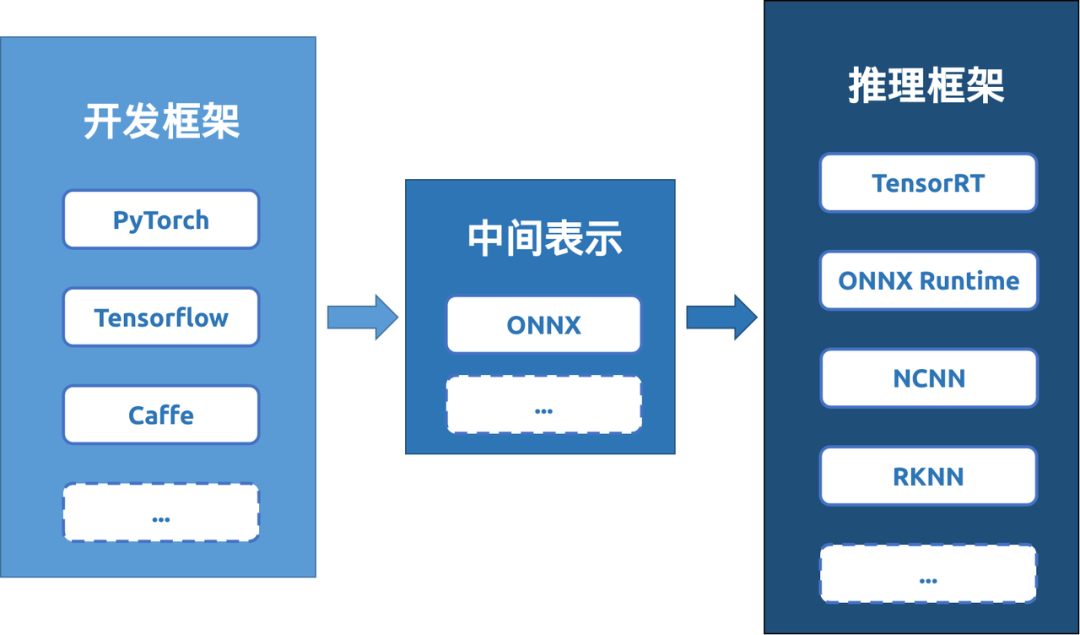 开发框架
PyTorch
Tensorflow
Caffe
...
中间表示
ONNX
...
推理框架
TensorRT
ONNX Runtime
NCNN
RKNN
...